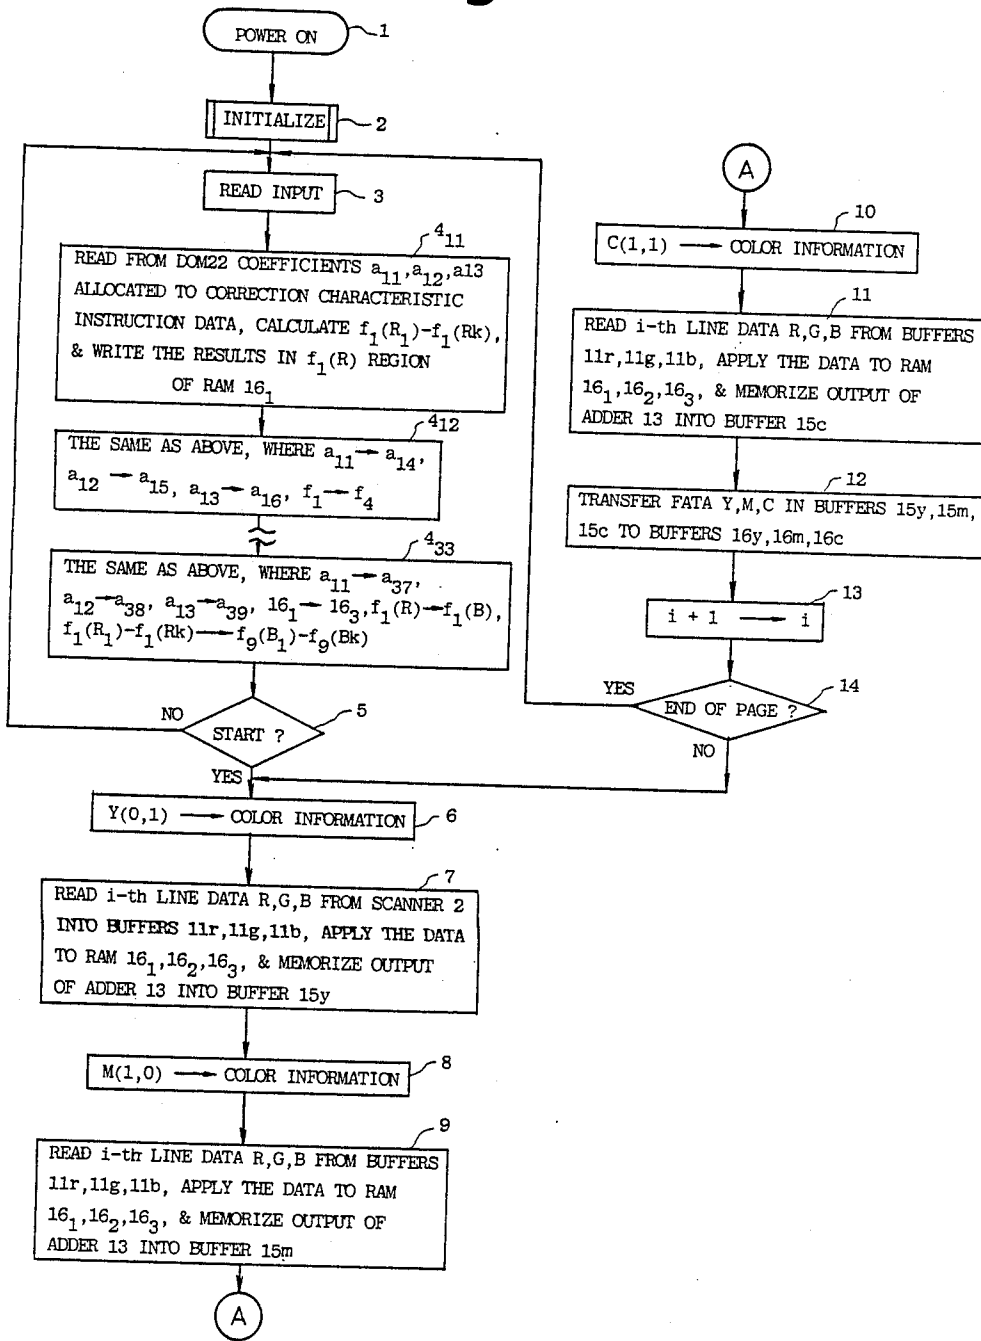 g
POWER ON
1
INITIALIZE
2
READ INPUT
3
4₁₁
READ FROM DOM22 COEFFICIENTS a₁₁,a₁₂,a13
ALLOCATED TO CORRECTION CHARACTERISTIC
INSTRUCTION DATA, CALCULATE f₁(R₁)-f₁(Rk),
& WRITE THE RESULTS IN f₁(R) REGION
OF RAM 16₁
4₁₂
THE SAME AS ABOVE, WHERE a₁₁→a₁₄,
a₁₂→a₁₅, a₁₃→a₁₆, f₁→f₄
4₃₃
THE SAME AS ABOVE, WHERE a₁₁→a₃₇,
a₁₂→a₃₈, a₁₃→a₃₉, 16₁→16₃,f₁(R)→f₁(B),
f₁(R₁)-f₁(Rk)→f₉(B₁)-f₉(Bk)
5
NO
START ?
YES
Y(0,1) → COLOR INFORMATION
6
7
READ i-th LINE DATA R,G,B FROM SCANNER 2
INTO BUFFERS 11r,11g,11b, APPLY THE DATA
TO RAM 16₁,16₂,16₃, & MEMORIZE OUTPUT
OF ADDER 13 INTO BUFFER 15y
M(1,0) → COLOR INFORMATION
8
9
READ i-th LINE DATA R,G,B FROM BUFFERS
11r,11g,11b, APPLY THE DATA TO RAM
16₁,16₂,16₃, & MEMORIZE OUTPUT OF
ADDER 13 INTO BUFFER 15m
A
A
10
C(1,1) → COLOR INFORMATION
11
READ i-th LINE DATA R,G,B FROM BUFFERS
11r,11g,11b, APPLY THE DATA TO RAM
16₁,16₂,16₃, & MEMORIZE OUTPUT OF
ADDER 13 INTO BUFFER 15c
12
TRANSFER FATA Y,M,C IN BUFFERS 15y,15m,
15c TO BUFFERS 16y,16m,16c
13
i + 1 → i
YES
14
END OF PAGE ?
NO